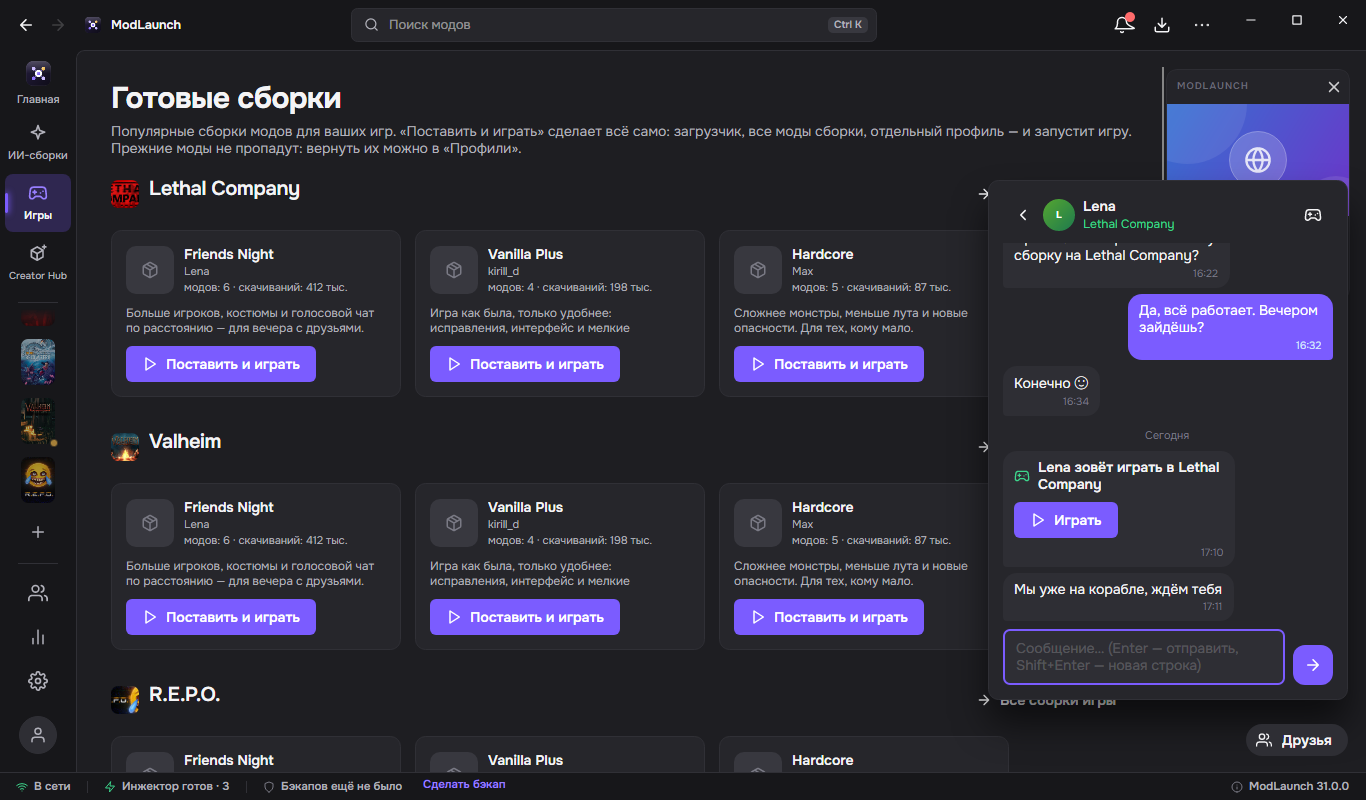 ModLaunch
Поиск модов
Ctrl K
Главная
ИИ-сборки
Игры
Creator Hub
Готовые сборки
Популярные сборки модов для ваших игр. «Поставить и играть» сделает всё само: загрузчик, все моды сборки, отдельный профиль — и запустит игру.
Прежние моды не пропадут: вернуть их можно в «Профили».
MODLAUNCH
Lethal Company
Friends Night
Lena
модов: 6 · скачиваний: 412 тыс.
Больше игроков, костюмы и голосовой чат
по расстоянию — для вечера с друзьями.
Поставить и играть
Vanilla Plus
kirill_d
модов: 4 · скачиваний: 198 тыс.
Игра как была, только удобнее:
исправления, интерфейс и мелкие
Поставить и играть
Hardcore
Max
модов: 5 · скачиваний: 87 тыс.
Сложнее монстры, меньше лута и новые
опасности. Для тех, кому мало.
Поставить и играть
Valheim
Friends Night
Lena
модов: 6 · скачиваний: 412 тыс.
Больше игроков, костюмы и голосовой чат
по расстоянию — для вечера с друзьями.
Поставить и играть
Vanilla Plus
kirill_d
модов: 4 · скачиваний: 198 тыс.
Игра как была, только удобнее:
исправления, интерфейс и мелкие
Поставить и играть
Hardcore
Max
модов: 5 · скачиваний: 87 тыс.
Сложнее монстры, меньше лута и новые
опасности. Для тех, кому мало.
Поставить и играть
R.E.P.O.
Все сборки игры
Friends Night
Vanilla Plus
Hardcore
L
Lena
Lethal Company
сборку на Lethal Company?
16:22
Да, всё работает. Вечером
зайдёшь?
16:32
Конечно
16:34
Сегодня
Lena зовёт играть в Lethal
Company
Играть
17:10
Мы уже на корабле, ждём тебя
17:11
Сообщение... (Enter — отправить,
Shift+Enter — новая строка)
Друзья
В сети
Инжектор готов · 3
Бэкапов ещё не было
Сделать бэкап
ModLaunch 31.0.0